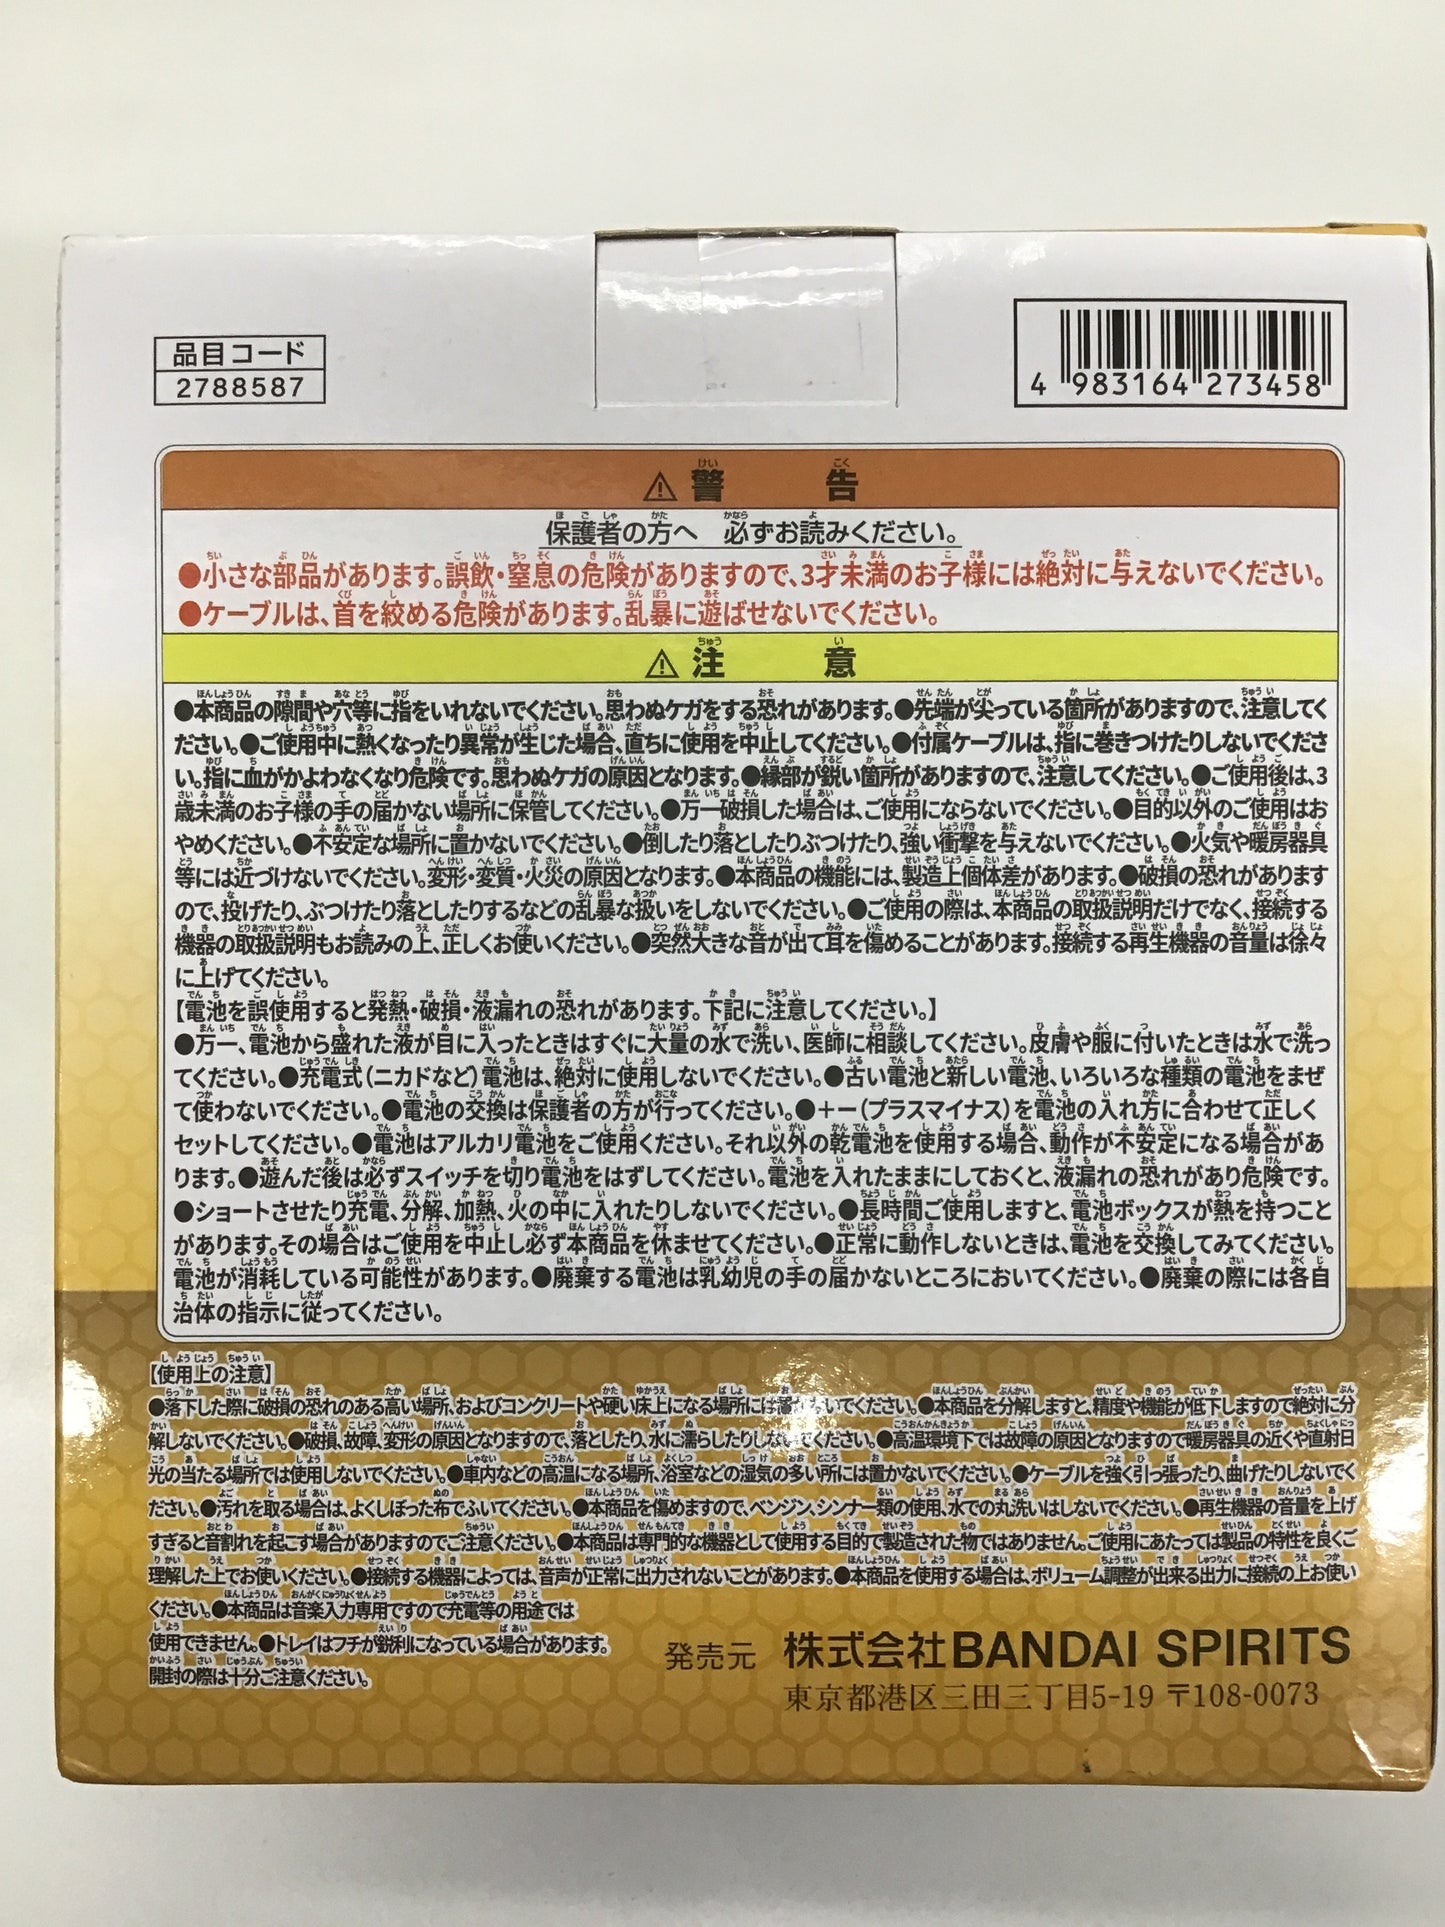 品目コード
2788587
4 983164 273458
⚠警告
保護者の方へ 必ずお読みください。
●小さな部品があります。誤飲・窒息の危険がありますので、3才未満のお子様には絶対に与えないでください。
●ケーブルは、首を絞める危険があります。乱暴に遊ばせないでください。
⚠注意
●本商品の隙間や穴等に指をいれないでください。思わぬケガをする恐れがあります。●先端が尖っている箇所がありますので、注意してく
ださい。●ご使用中に熱くなったり異常が生じた場合、直ちに使用を中止してください。●付属ケーブルは、指に巻きつけたりしないでくださ
い。指に血がかよわなくなり危険です。思わぬケガの原因となります。●縁部が鋭い箇所がありますので、注意してください。●ご使用後は、3
歳未満のお子様の手の届かない場所に保管してください。●万一破損した場合は、ご使用にならないでください。●目的以外のご使用はお
やめください。●不安定な場所に置かないでください。●倒したり落としたりぶつけたり、強い衝撃を与えないでください。●火気や暖房器具
等には近づけないでください。変形・変質・火災の原因となります。●本商品の機能には、製造上個体差があります。●破損の恐れがあります
ので、投げたり、ぶつけたり落としたりするなどの乱暴な扱いをしないでください。●ご使用の際は、本商品の取扱説明だけでなく、接続する
機器の取扱説明もお読みの上、正しくお使いください。●突然大きな音が出て耳を傷めることがあります。接続する再生機器の音量は徐々
に上げてください。
【電池を誤使用すると発熱・破損・液漏れの恐れがあります。下記に注意してください。】
●万一、電池から盛れた液が目に入ったときはすぐに大量の水で洗い、医師に相談してください。皮膚や服に付いたときは水で洗っ
てください。●充電式（ニカドなど）電池は、絶対に使用しないでください。●古い電池と新しい電池、いろいろな種類の電池をまぜ
て使わないでください。●電池の交換は保護者の方が行ってください。●＋－（プラスマイナス）を電池の入れ方に合わせて正しく
セットしてください。●電池はアルカリ電池をご使用ください。それ以外の乾電池を使用する場合、動作が不安定になる場合があ
ります。●遊んだ後は必ずスイッチを切り電池をはずしてください。電池を入れたままにしておくと、液漏れの恐れがあり危険です。
●ショートさせたり充電、分解、加熱、火の中に入れたりしないでください。●長時間ご使用しますと、電池ボックスが熱を持つこと
があります。その場合はご使用を中止し必ず本商品を休ませてください。●正常に動作しないときは、電池を交換してみてください。
電池が消耗している可能性があります。●廃棄する電池は乳幼児の手の届かないところにおいてください。●廃棄の際には各自
治体の指示に従ってください。
【使用上の注意】
●落下した際に破損の恐れのある高い場所、およびコンクリートや硬い床上になる場所には置かないでください。●本商品を分解しますと、精度や機能が低下しますので絶対に分
解しないでください。●破損、故障、変形の原因となりますので、落としたり、水に濡らしたりしないでください。●高温環境下では故障の原因となりますので暖房器具の近くや直射日
光の当たる場所では使用しないでください。●車内などの高温になる場所、浴室などの湿気の多い所には置かないでください。●ケーブルを強く引っ張ったり、曲げたりしないでく
ださい。●汚れを取る場合は、よくしぼった布でふいてください。●本商品を傷めますので、ベンジン、シンナー類の使用、水での丸洗いはしないでください。●再生機器の音量を上げ
すぎると音割れを起こす場合がありますのでご注意ください。●本商品は専門的な機器として使用する目的で製造された物ではありません。ご使用にあたっては製品の特性を良くご
理解した上でお使いください。●接続する機器によっては、音声が正常に出力されないことがあります。●本商品を使用する場合は、ボリューム調整が出来る出力に接続の上お使い
ください。●本商品は音楽入力専用ですので充電等の用途では
使用できません。●トレイはフチが鋭利になっている場合があります。
開封の際は十分ご注意ください。
発売元 株式会社BANDAI SPIRITS
東京都港区三田三丁目5-19 〒108-0073